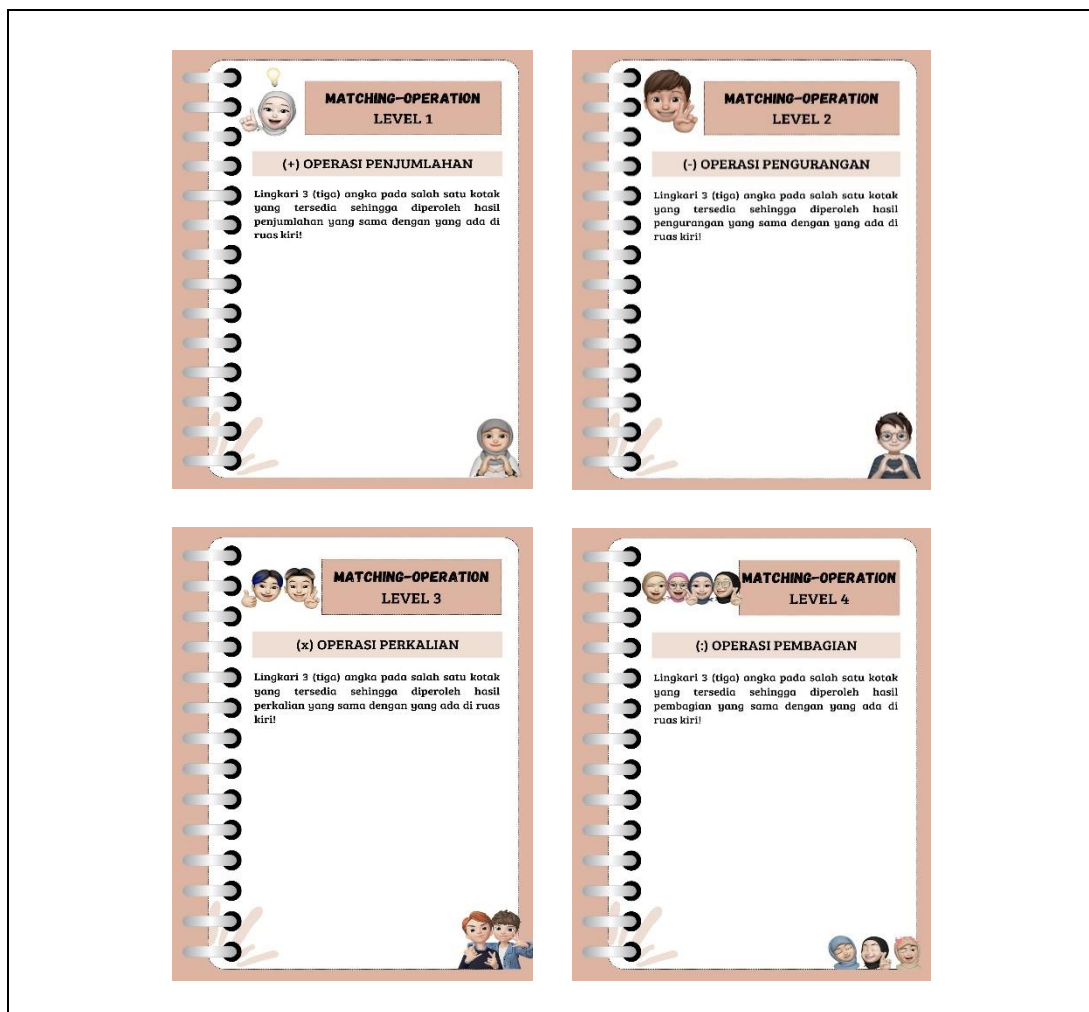 MATCHING-OPERATION
LEVEL 1
(+) OPERASI PENJUMLAHAN
Lingkari 3 (tiga) angka pada salah satu kotak
yang tersedia sehingga diperoleh hasil
penjumlahan yang sama dengan yang ada di
ruas kiri!
MATCHING-OPERATION
LEVEL 2
(-) OPERASI PENGURANGAN
Lingkari 3 (tiga) angka pada salah satu kotak
yang tersedia sehingga diperoleh hasil
pengurangan yang sama dengan yang ada di
ruas kiri!
MATCHING-OPERATION
LEVEL 3
(x) OPERASI PERKALIAN
Lingkari 3 (tiga) angka pada salah satu kotak
yang tersedia sehingga diperoleh hasil
perkalian yang sama dengan yang ada di ruas
kiri!
MATCHING-OPERATION
LEVEL 4
(:) OPERASI PEMBAGIAN
Lingkari 3 (tiga) angka pada salah satu kotak
yang tersedia sehingga diperoleh hasil
pembagian yang sama dengan yang ada di
ruas kiri!